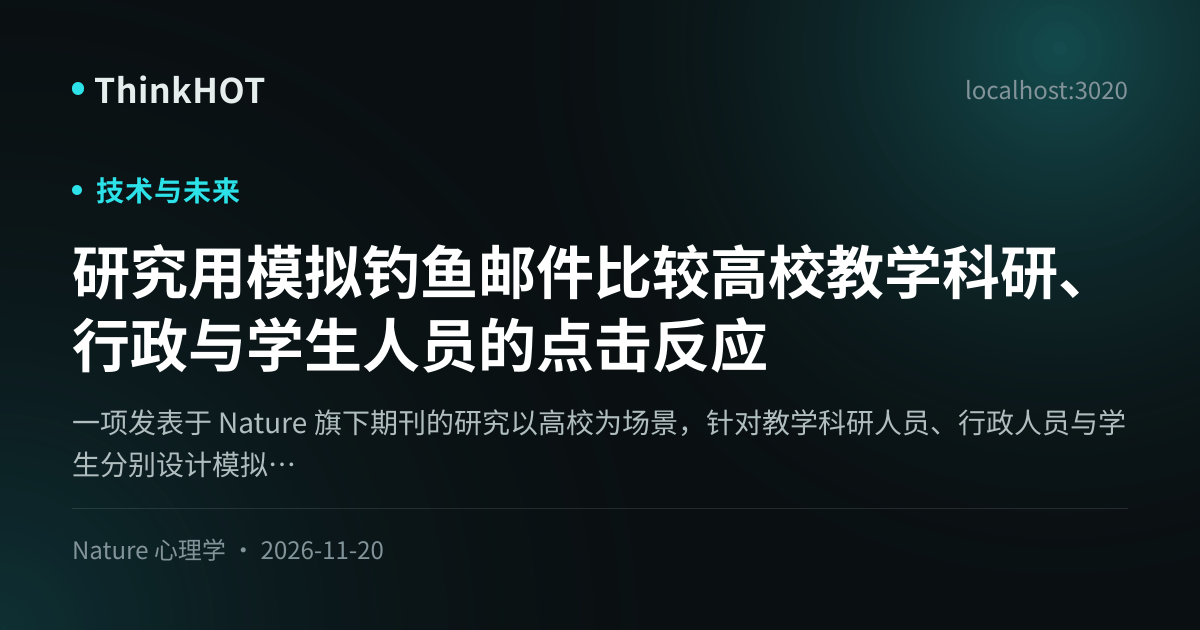 ThinkHOT
localhost:3020
技术与未来
研究用模拟钓鱼邮件比较高校教学科研、
行政与学生人员的点击反应
一项发表于 Nature 旗下期刊的研究以高校为场景，针对教学科研人员、行政人员与学
生分别设计模拟…
Nature 心理学 · 2026-11-20